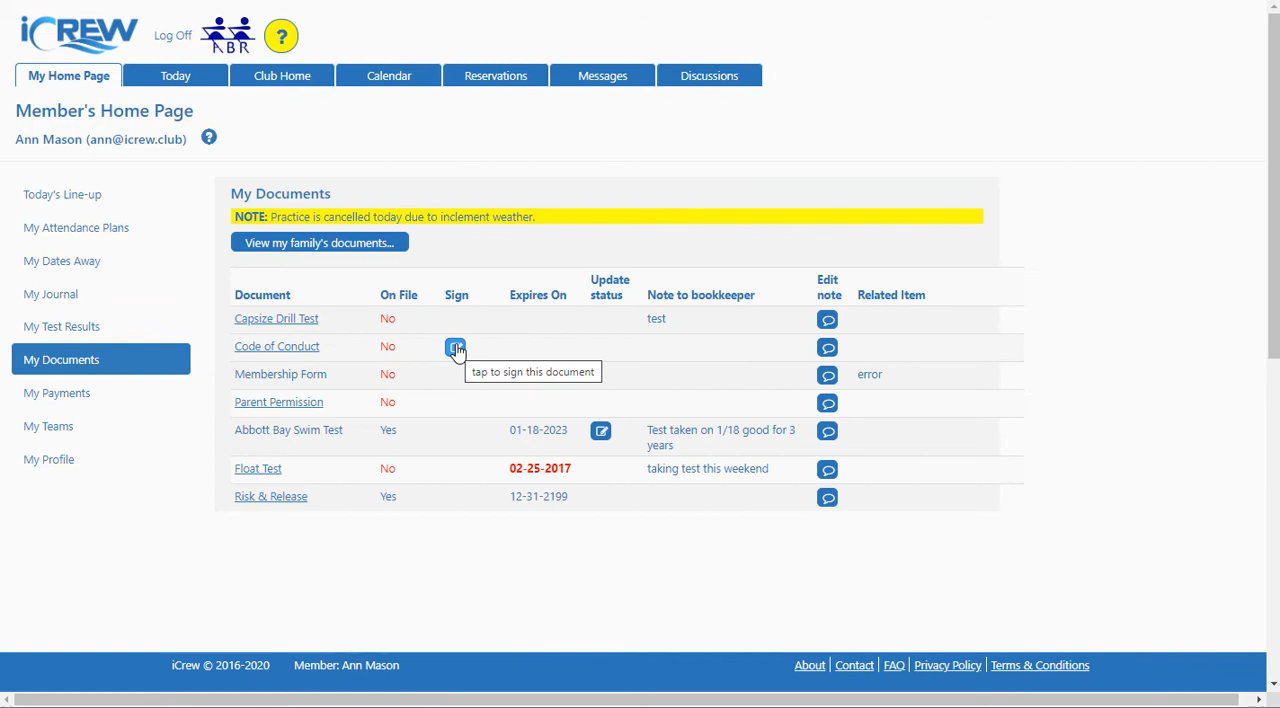 iCREW Log Off ABR ?
My Home Page Today Club Home Calendar Reservations Messages Discussions
Member's Home Page
Ann Mason (ann@icrew.club) ?
Today's Line-up
My Attendance Plans
My Dates Away
My Journal
My Test Results
My Documents
My Payments
My Teams
My Profile
My Documents
NOTE: Practice is cancelled today due to inclement weather.
View my family's documents...
Document On File Sign Expires On Update status Note to bookkeeper Edit note Related Item
Capsize Drill Test No test
Code of Conduct No
tap to sign this document
Membership Form No error
Parent Permission No
Abbott Bay Swim Test Yes 01-18-2023 Test taken on 1/18 good for 3
years
Float Test No 02-25-2017 taking test this weekend
Risk & Release Yes 12-31-2199
iCrew © 2016-2020 Member: Ann Mason About Contact FAQ Privacy Policy Terms & Conditions